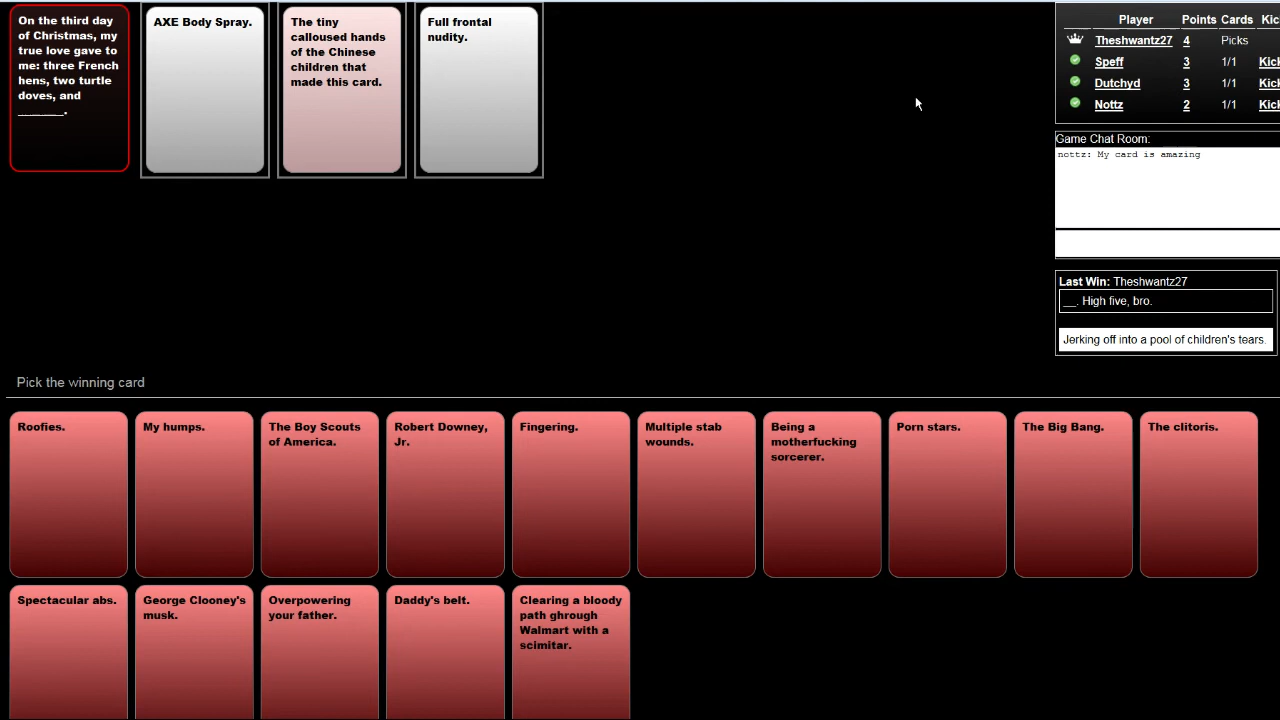 On the third day
of Christmas, my
true love gave to
me: three French
hens, two turtle
doves, and
______.
AXE Body Spray.
The tiny
calloused hands
of the Chinese
children that
made this card.
Full frontal
nudity.
Player Points Cards Kic
Theshwantz27 4 Picks
Speff 3 1/1 Kick
Dutchyd 3 1/1 Kick
Nottz 2 1/1 Kick
Game Chat Room:
nottz: My card is amazing
Last Win: Theshwantz27
__. High five, bro.
Jerking off into a pool of children's tears.
Pick the winning card
Roofies.
My humps.
The Boy Scouts
of America.
Robert Downey,
Jr.
Fingering.
Multiple stab
wounds.
Being a
motherfucking
sorcerer.
Porn stars.
The Big Bang.
The clitoris.
Spectacular abs.
George Clooney's
musk.
Overpowering
your father.
Daddy's belt.
Clearing a bloody
path ghrough
Walmart with a
scimitar.